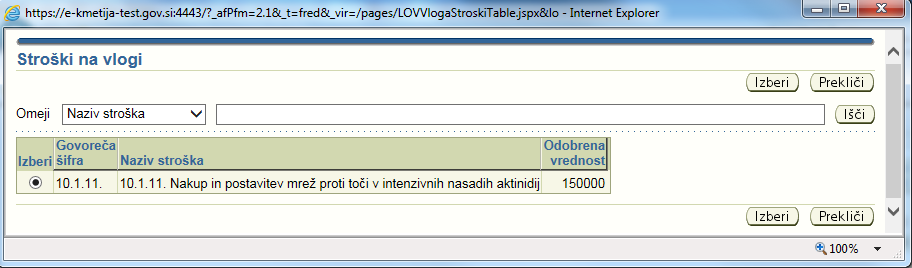 https://e-kmetija-test.gov.si:4443/?_afPfm=2.1&_t=fred&_vir=/pages/LOVVlogaStroskiTable.jspx&lo - Internet Explorer
Stroški na vlogi
Izberi Prekliči
Omeji Naziv stroška Išči
Izberi Govoreča šifra Naziv stroška Odobrena vrednost
10.1.11. 10.1.11. Nakup in postavitev mrež proti toči v intenzivnih nasadih aktinidij 150000
Izberi Prekliči
100%